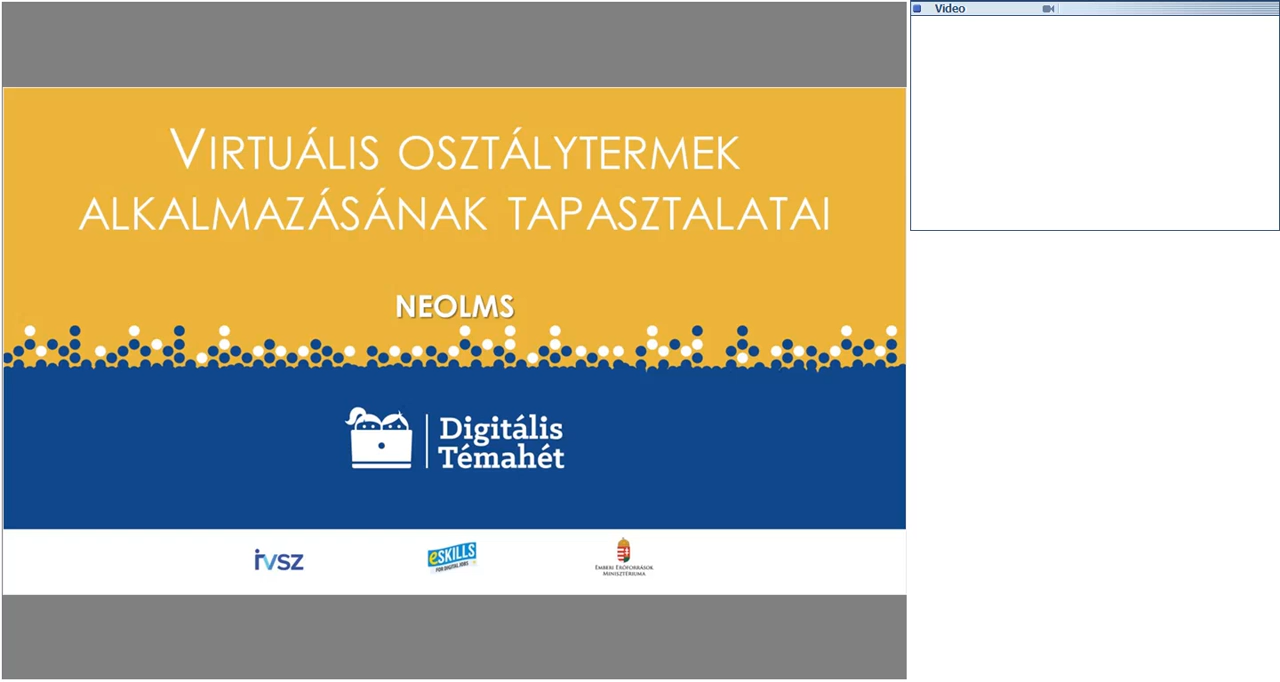 Video
VIRTUÁLIS OSZTÁLYTERMEK
ALKALMAZÁSÁNAK TAPASZTALATAI
NEOLMS
Digitális
Témahét
ivsz
eSKILLS
FOR DIGITAL JOBS
EMBERI ERŐFORRÁSOK
MINISZTÉRIUMA